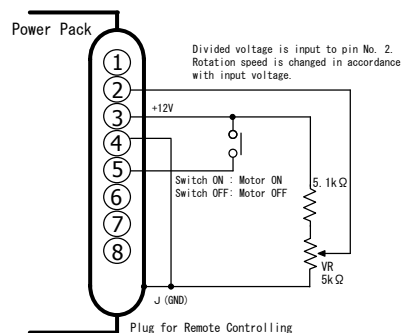 Power Pack
Divided voltage is input to pin No. 2.
Rotation speed is changed in accordance
with input voltage.
1
2
3
4
5
6
7
8
+12V
Switch ON : Motor ON
Switch OFF: Motor OFF
5.1kΩ
VR
5kΩ
J (GND)
Plug for Remote Controlling